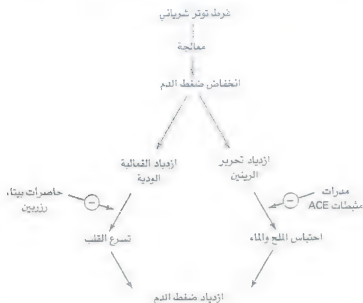 فرط توتر شرياني
معالجة
انخفاض ضغط الدم
ازدياد تحرير
الرينين
ازدياد الفعالية
الودية
مدرات
مثبطات ACE
حاصرات بيتا،
رزربين
احتباس الملح والماء
تسرع القلب
ازدياد ضغط الدم